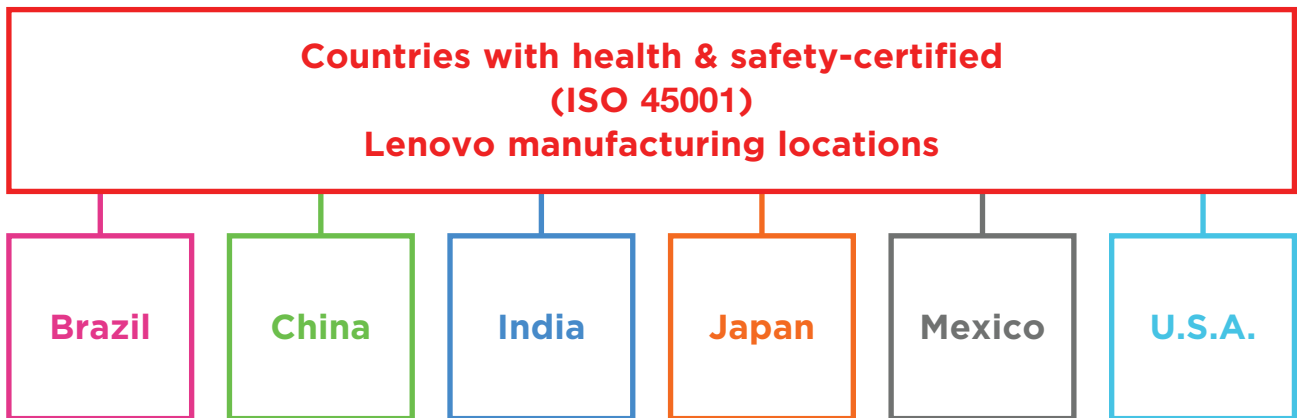 Countries with health & safety-certified
(ISO 45001)
Lenovo manufacturing locations
Brazil
China
India
Japan
Mexico
U.S.A.